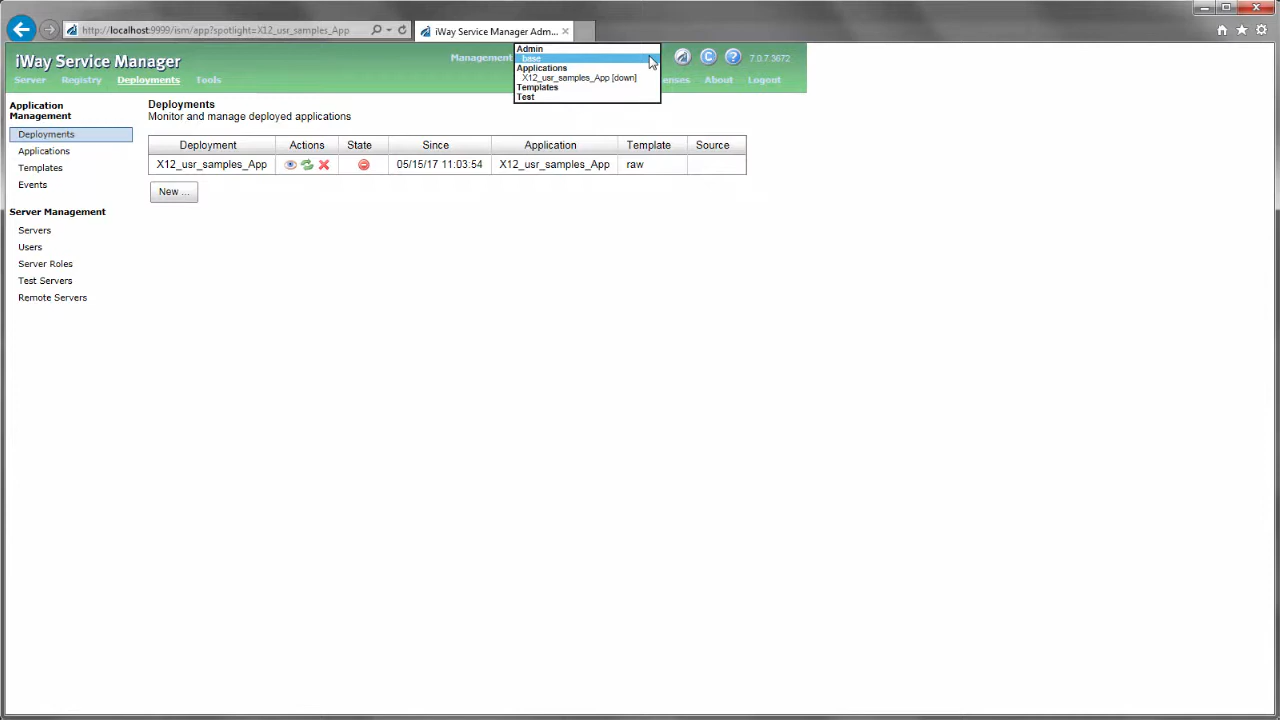 http://localhost:9999/ism/app?spotlight=X12_usr_samples_App
iWay Service Manager Adm...
iWay Service Manager
Management
Admin
base
Applications
X12_usr_samples_App [down]
Templates
Test
7.0.7.3672
Server Registry Deployments Tools
enses About Logout
Application
Management
Deployments
Applications
Templates
Events
Server Management
Servers
Users
Server Roles
Test Servers
Remote Servers
Deployments
Monitor and manage deployed applications
Deployment Actions State Since Application Template Source
X12_usr_samples_App 05/15/17 11:03:54 X12_usr_samples_App raw
New ...